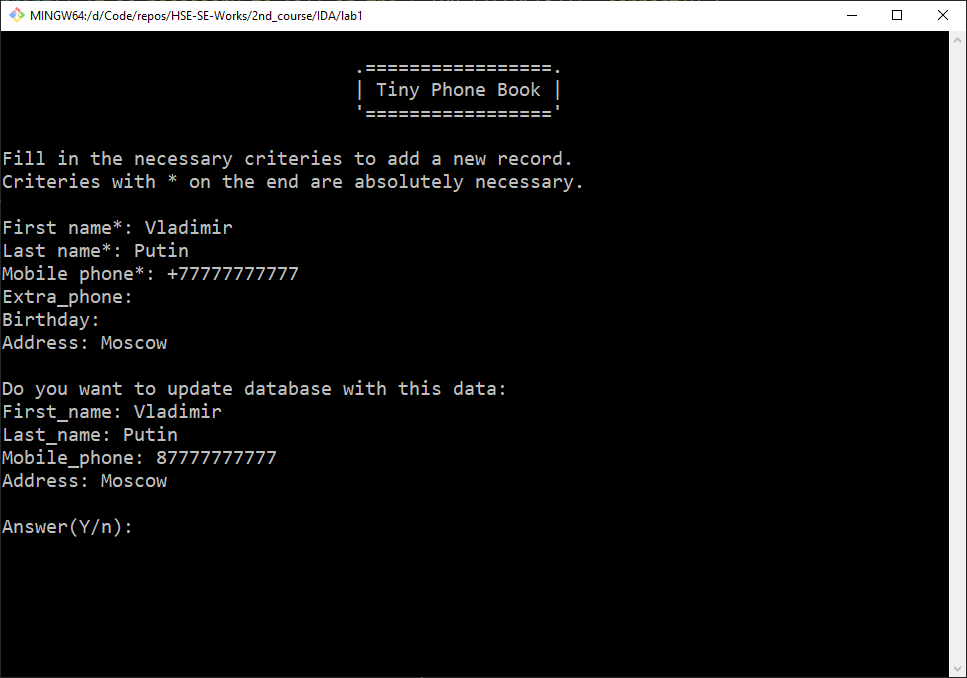 MINGW64:/d/Code/repos/HSE-SE-Works/2nd_course/IDA/lab1
.=================.
| Tiny Phone Book |
'================='
Fill in the necessary criteries to add a new record.
Criteries with * on the end are absolutely necessary.
First name*: Vladimir
Last name*: Putin
Mobile phone*: +77777777777
Extra_phone:
Birthday:
Address: Moscow
Do you want to update database with this data:
First_name: Vladimir
Last_name: Putin
Mobile_phone: 87777777777
Address: Moscow
Answer(Y/n):